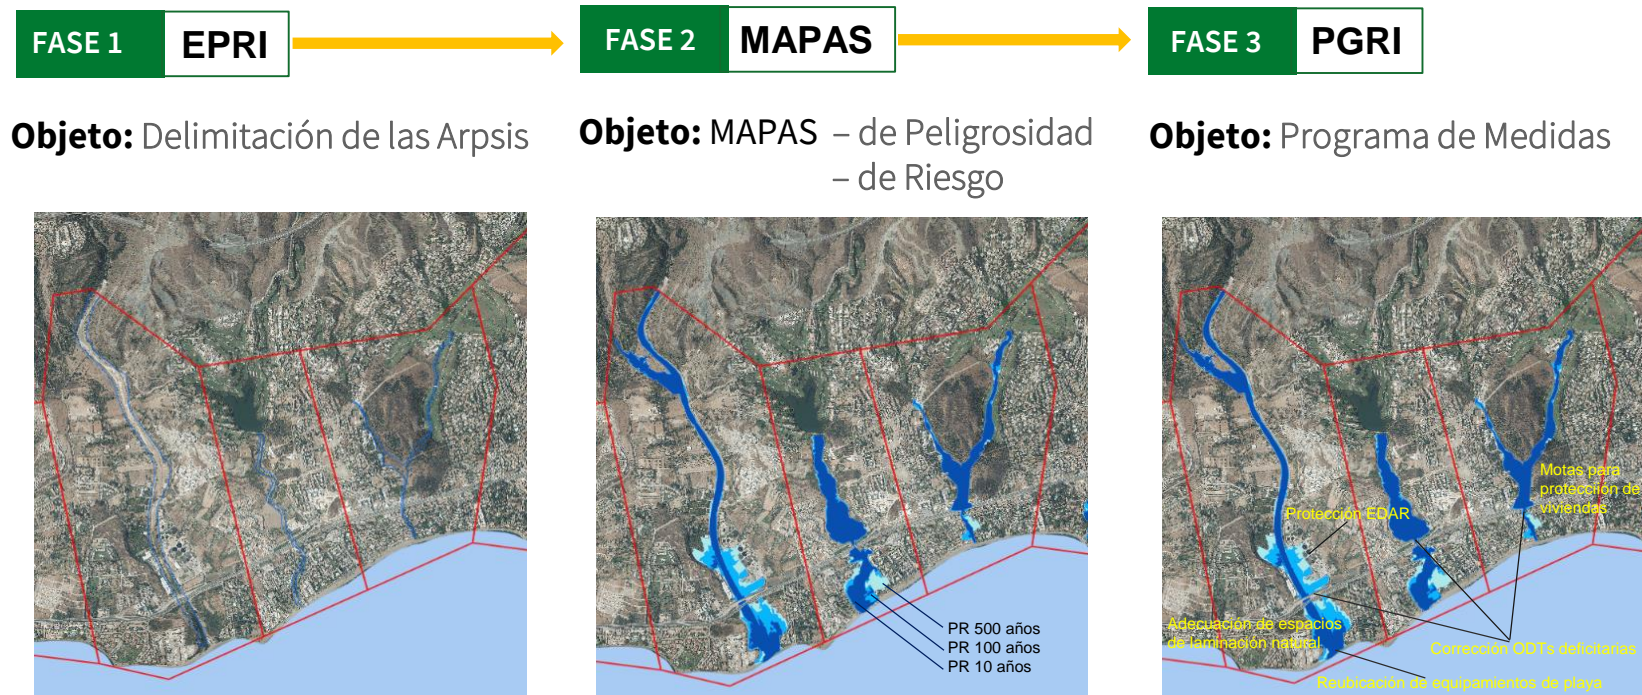 FASE 1 EPRI
FASE 2 MAPAS
FASE 3 PGRI
Objeto: Delimitación de las Arpsis
Objeto: MAPAS – de Peligrosidad
– de Riesgo
Objeto: Programa de Medidas
PR 500 años
PR 100 años
PR 10 años
Motas para
protección de
viviendas
Protección EDAR
Adecuación de espacios
de laminación natural
Corrección ODTs deficitarias
Reubicación de equipamientos de playa